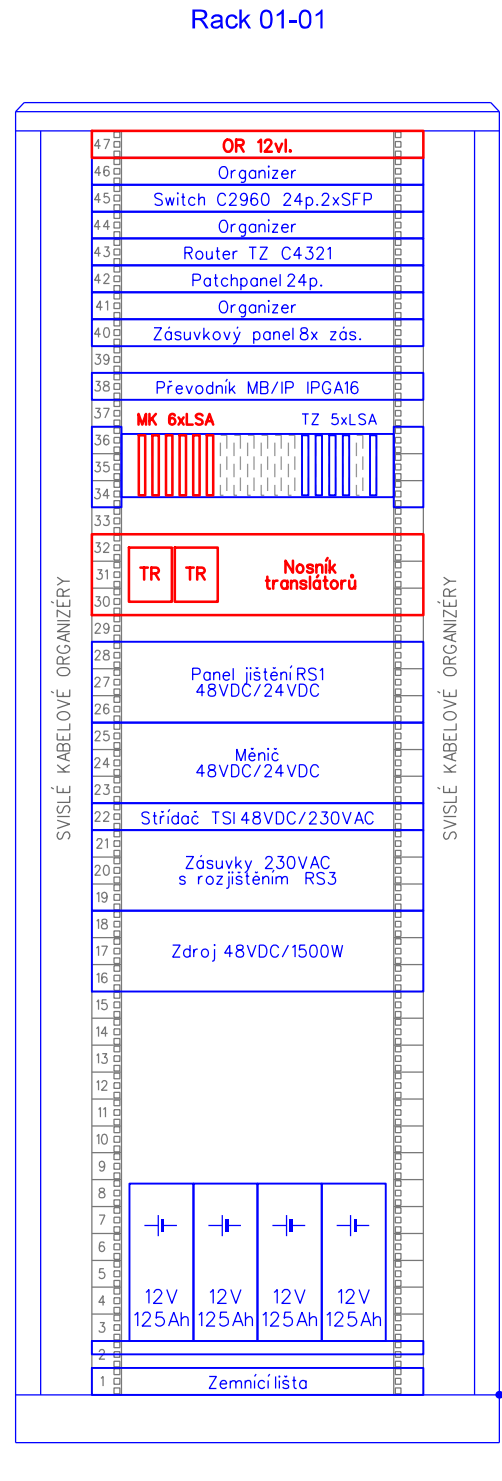 Rack 01-01
47 OR 12vl.
46 Organizer
45 Switch C2960 24p.2xSFP
44 Organizer
43 Router TZ C4321
42 Patchpanel 24p.
41 Organizer
40 Zásuvkový panel 8x zás.
39
38 Převodník MB/IP IPGA16
37 MK 6xLSA TZ 5xLSA
36
35
34
33
32
31 TR TR Nosník
translátorů
30
29
28
27 Panel jištění RS1
48VDC/24VDC
26
25
24 Měnič
48VDC/24VDC
23
22 Střídač TSI 48VDC/230VAC
21
20 Zásuvky 230VAC
s rozjištěním RS3
19
18
17 Zdroj 48VDC/1500W
16
15
14
13
12
11
10
9
8
7
6
5
4 12V 12V 12V 12V
3 125Ah 125Ah 125Ah 125Ah
2
1 Zemnící lišta
SVISLÉ KABELOVÉ ORGANIZÉRY
SVISLÉ KABELOVÉ ORGANIZÉRY